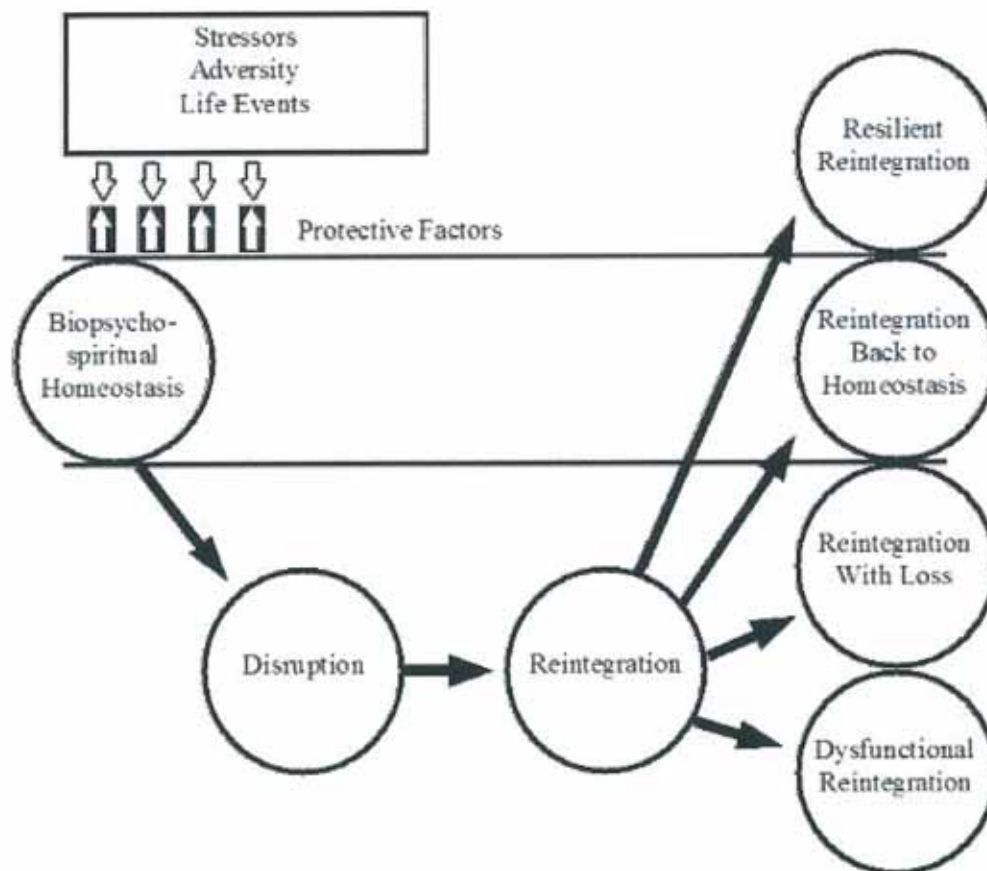 Stressors
Adversity
Life Events
Protective Factors
Biopsycho-
spiritual
Homeostasis
Disruption
Reintegration
Resilient
Reintegration
Reintegration
Back to
Homeostasis
Reintegration
With Loss
Dysfunctional
Reintegration